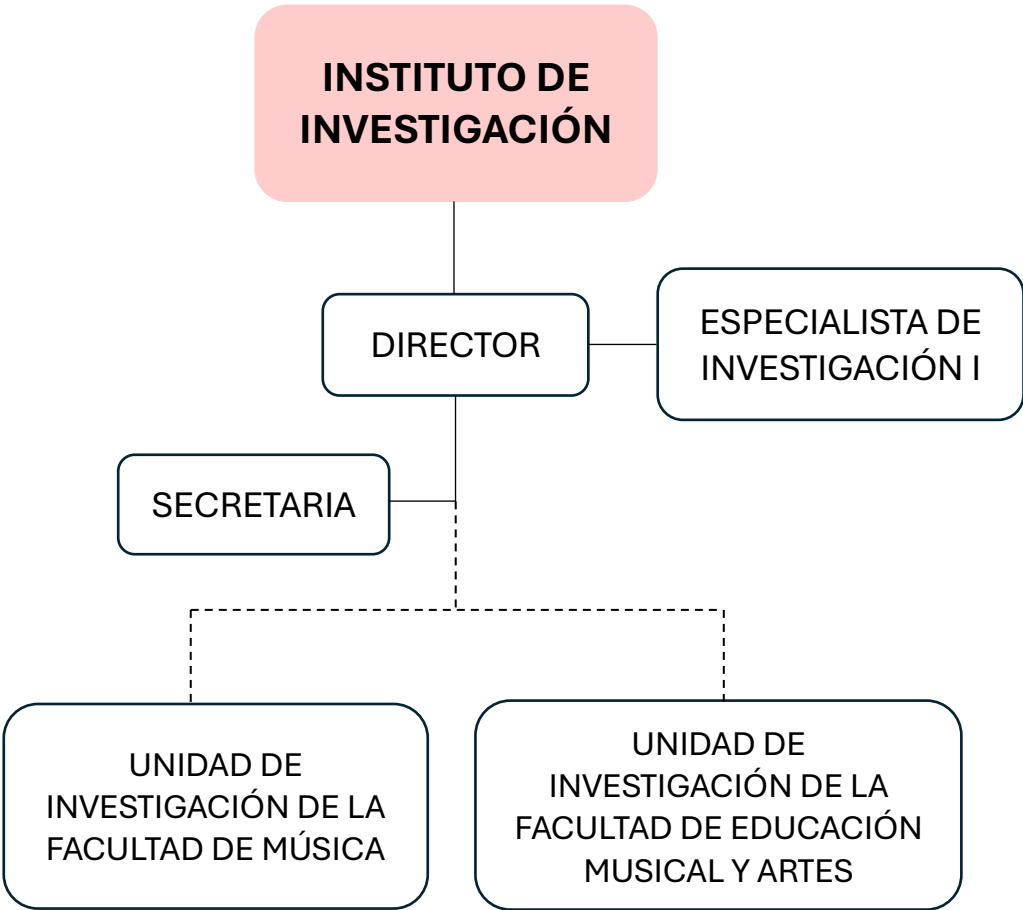 INSTITUTO DE
INVESTIGACIÓN
DIRECTOR
ESPECIALISTA DE
INVESTIGACIÓN I
SECRETARIA
UNIDAD DE
INVESTIGACIÓN DE LA
FACULTAD DE MÚSICA
UNIDAD DE
INVESTIGACIÓN DE LA
FACULTAD DE EDUCACIÓN
MUSICAL Y ARTES